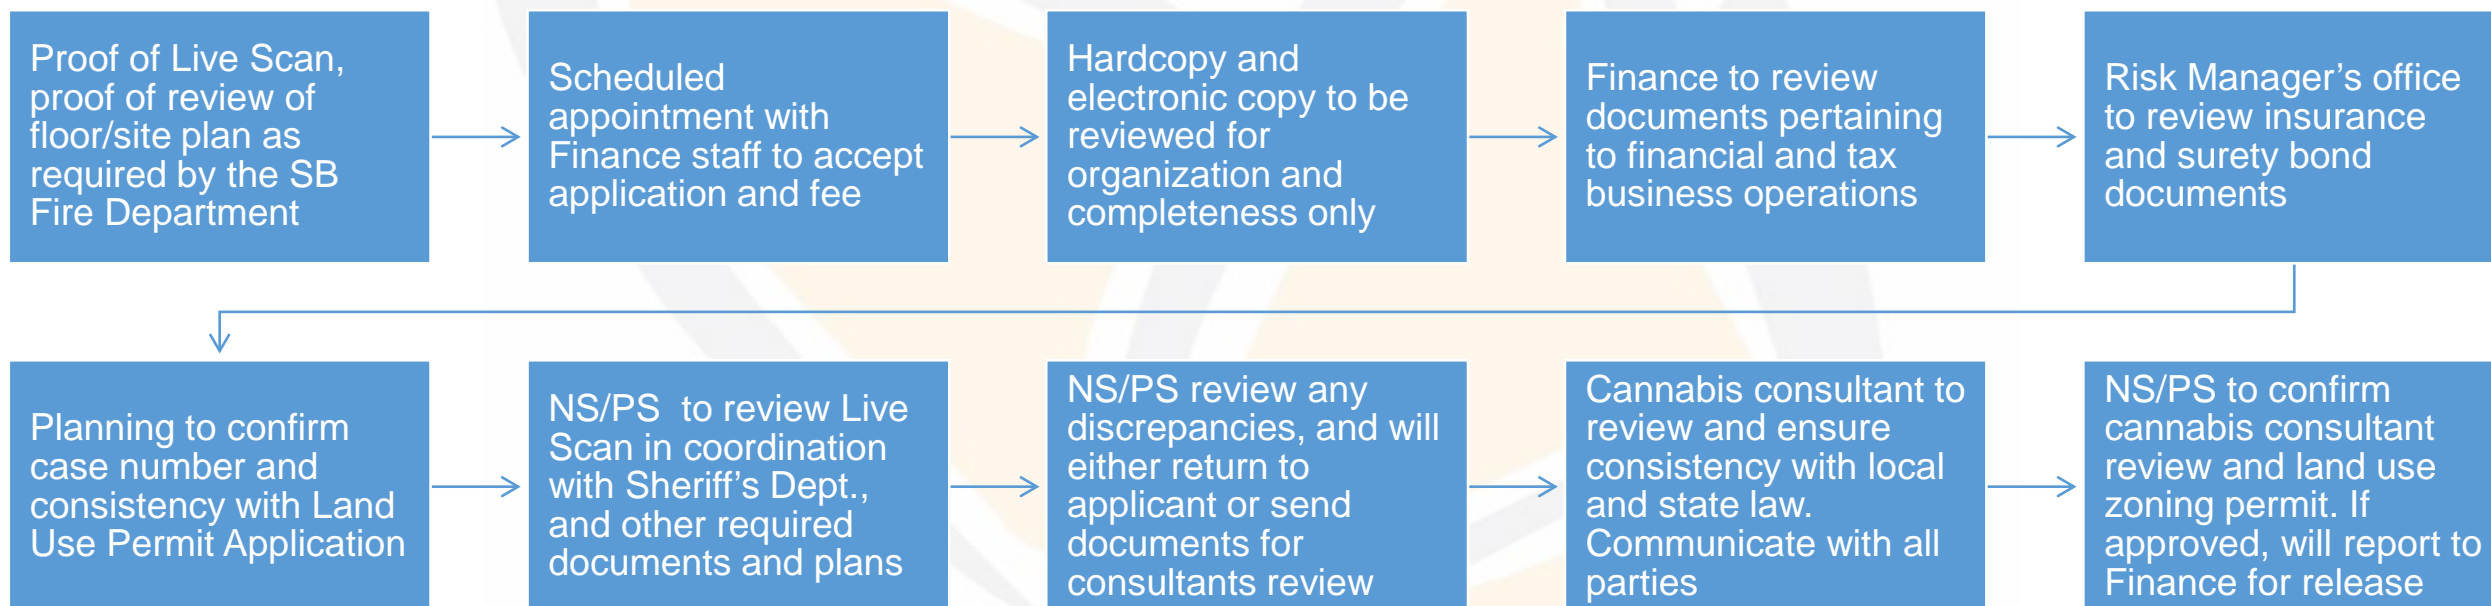 Proof of Live Scan,
proof of review of
floor/site plan as
required by the SB
Fire Department
Scheduled
appointment with
Finance staff to accept
application and fee
Hardcopy and
electronic copy to be
reviewed for
organization and
completeness only
Finance to review
documents pertaining
to financial and tax
business operations
Risk Manager’s office
to review insurance
and surety bond
documents
Planning to confirm
case number and
consistency with Land
Use Permit Application
NS/PS  to review Live
Scan in coordination
with Sheriff’s Dept.,
and other required
documents and plans
NS/PS review any
discrepancies, and will
either return to
applicant or send
documents for
consultants review
Cannabis consultant to
review and ensure
consistency with local
and state law.
Communicate with all
parties
NS/PS to confirm
cannabis consultant
review and land use
zoning permit. If
approved, will report to
Finance for release